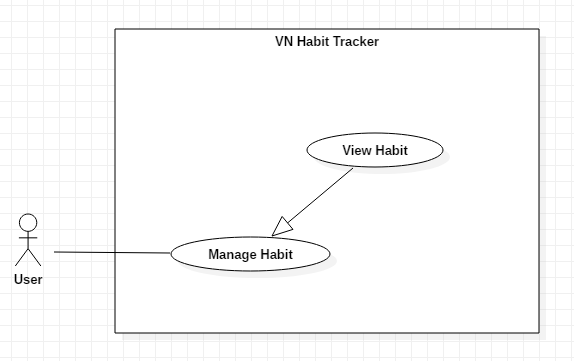 VN Habit Tracker
View Habit
Manage Habit
User